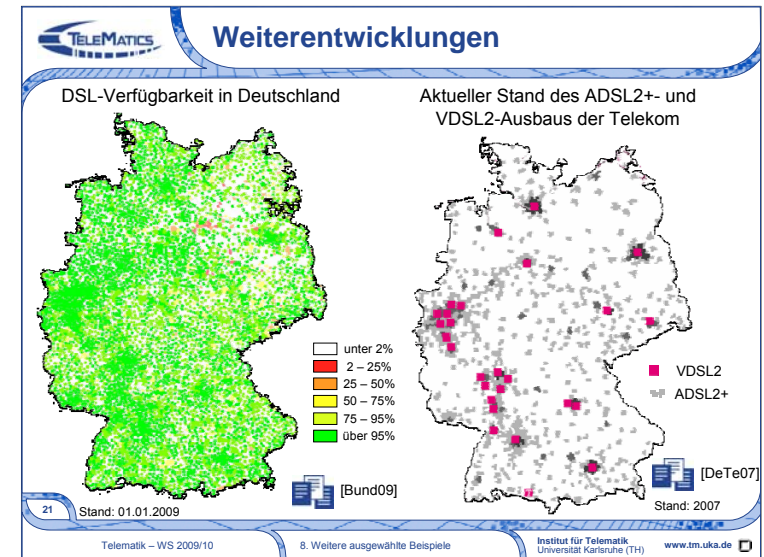 TELEMATICS
Weiterentwicklungen
DSL-Verfügbarkeit in Deutschland
unter 2%
2 – 25%
25 – 50%
50 – 75%
75 – 95%
über 95%
[Bund09]
Stand: 01.01.2009
Aktueller Stand des ADSL2+- und
VDSL2-Ausbaus der Telekom
VDSL2
ADSL2+
[DeTe07]
Stand: 2007
21
Telematik – WS 2009/10
8. Weitere ausgewählte Beispiele
Institut für Telematik
Universität Karlsruhe (TH)
www.tm.uka.de